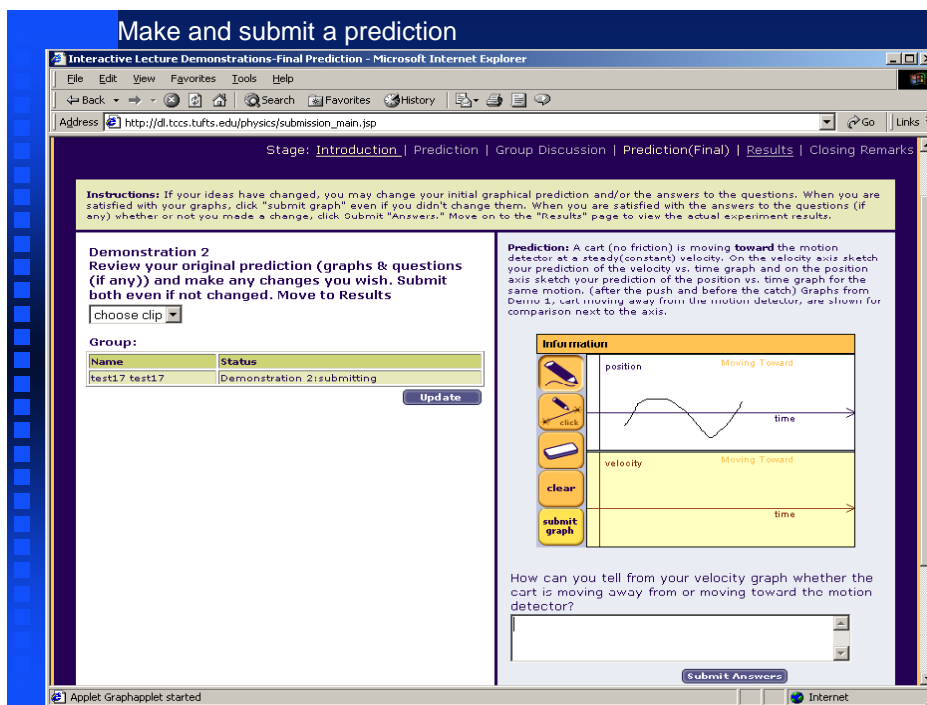 Make and submit a prediction
Interactive Lecture Demonstrations-Final Prediction - Microsoft Internet Explorer
File Edit View Favorites Tools Help
Back Search Favorites History
Address http://dl.tccs.tufts.edu/physics/submission_main.jsp Go Links
Stage: Introduction | Prediction | Group Discussion | Prediction(Final) | Results | Closing Remarks
Instructions: If your ideas have changed, you may change your initial graphical prediction and/or the answers to the questions. When you are
satisfied with your graphs, click "submit graph" even if you didn't change them. When you are satisfied with the answers to the questions (if
any) whether or not you made a change, click Submit "Answers." Move on to the "Results" page to view the actual experiment results.
Demonstration 2
Review your original prediction (graphs & questions
(if any)) and make any changes you wish. Submit
both even if not changed. Move to Results
choose clip
Group:
Name Status
test17 test17 Demonstration 2:submitting
Update
Prediction: A cart (no friction) is moving toward the motion
detector at a steady(constant) velocity. On the velocity axis sketch
your prediction of the velocity vs. time graph and on the position
axis sketch your prediction of the position vs. time graph for the
same motion. (after the push and before the catch) Graphs from
Demo 1, cart moving away from the motion detector, are shown for
comparison next to the axis.
Information
position Moving Toward
click
time
velocity Moving Toward
clear
time
submit
graph
How can you tell from your velocity graph whether the
cart is moving away from or moving toward the motion
detector?
Submit Answers
Applet Graphapplet started Internet